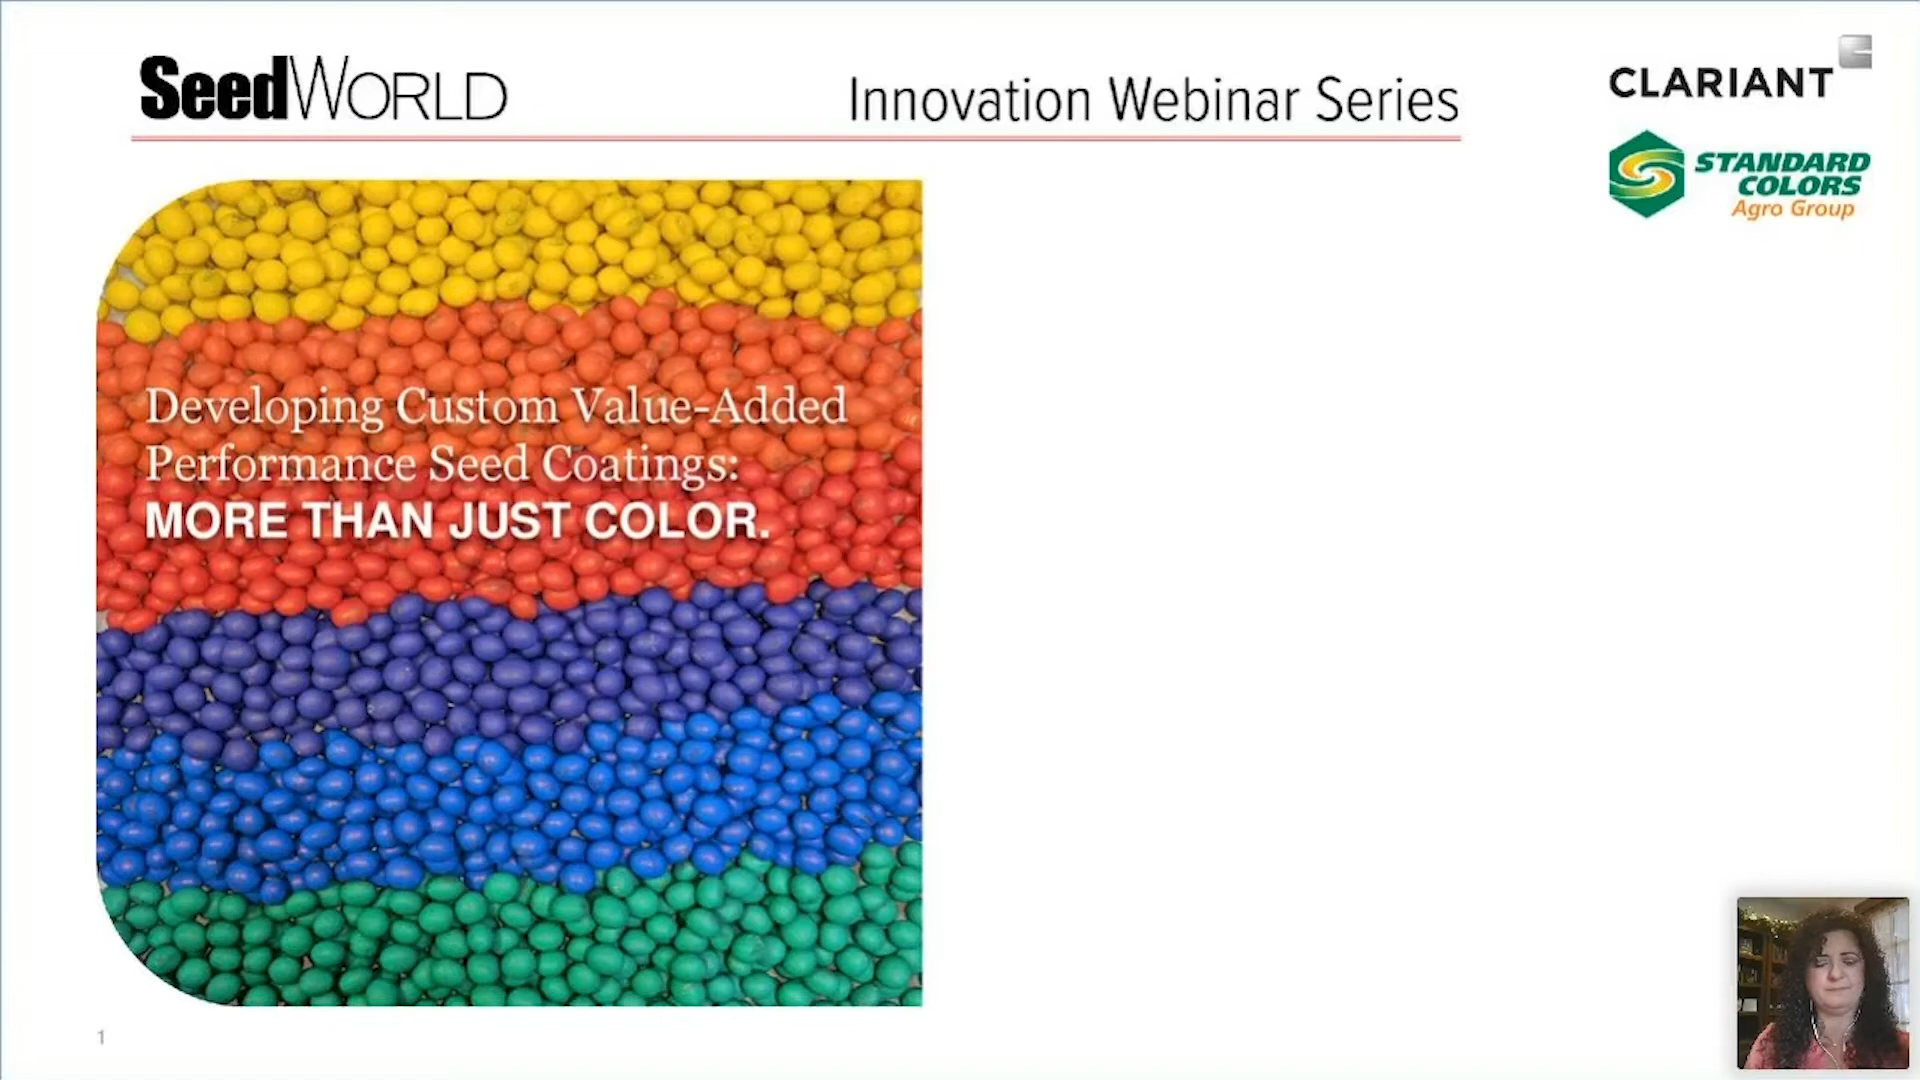 SeedWORLD
Innovation Webinar Series
CLARIANT
STANDARD
COLORS
Agro Group
Developing Custom Value-Added
Performance Seed Coatings:
MORE THAN JUST COLOR.
1